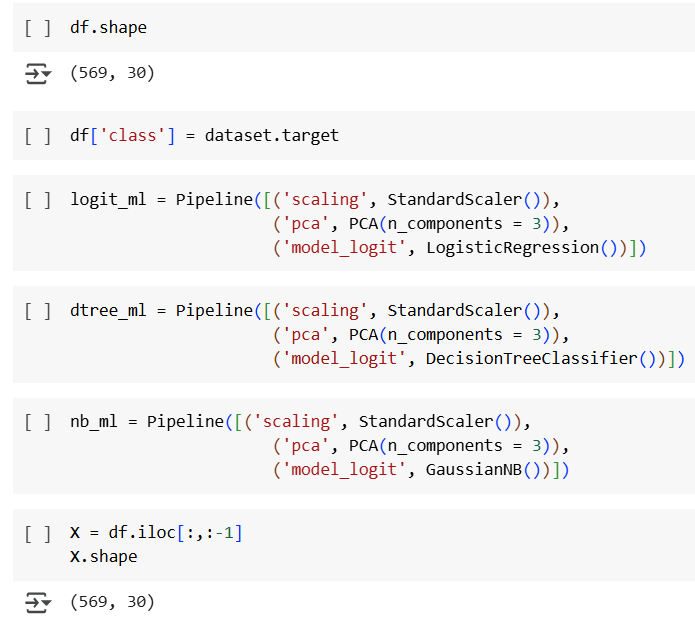 [ ] df.shape
(569, 30)
[ ] df['class'] = dataset.target
[ ] logit_ml = Pipeline([('scaling', StandardScaler()),
('pca', PCA(n_components = 3)),
('model_logit', LogisticRegression())])
[ ] dtree_ml = Pipeline([('scaling', StandardScaler()),
('pca', PCA(n_components = 3)),
('model_logit', DecisionTreeClassifier())])
[ ] nb_ml = Pipeline([('scaling', StandardScaler()),
('pca', PCA(n_components = 3)),
('model_logit', GaussianNB())])
[ ] X = df.iloc[:,:-1]
X.shape
(569, 30)